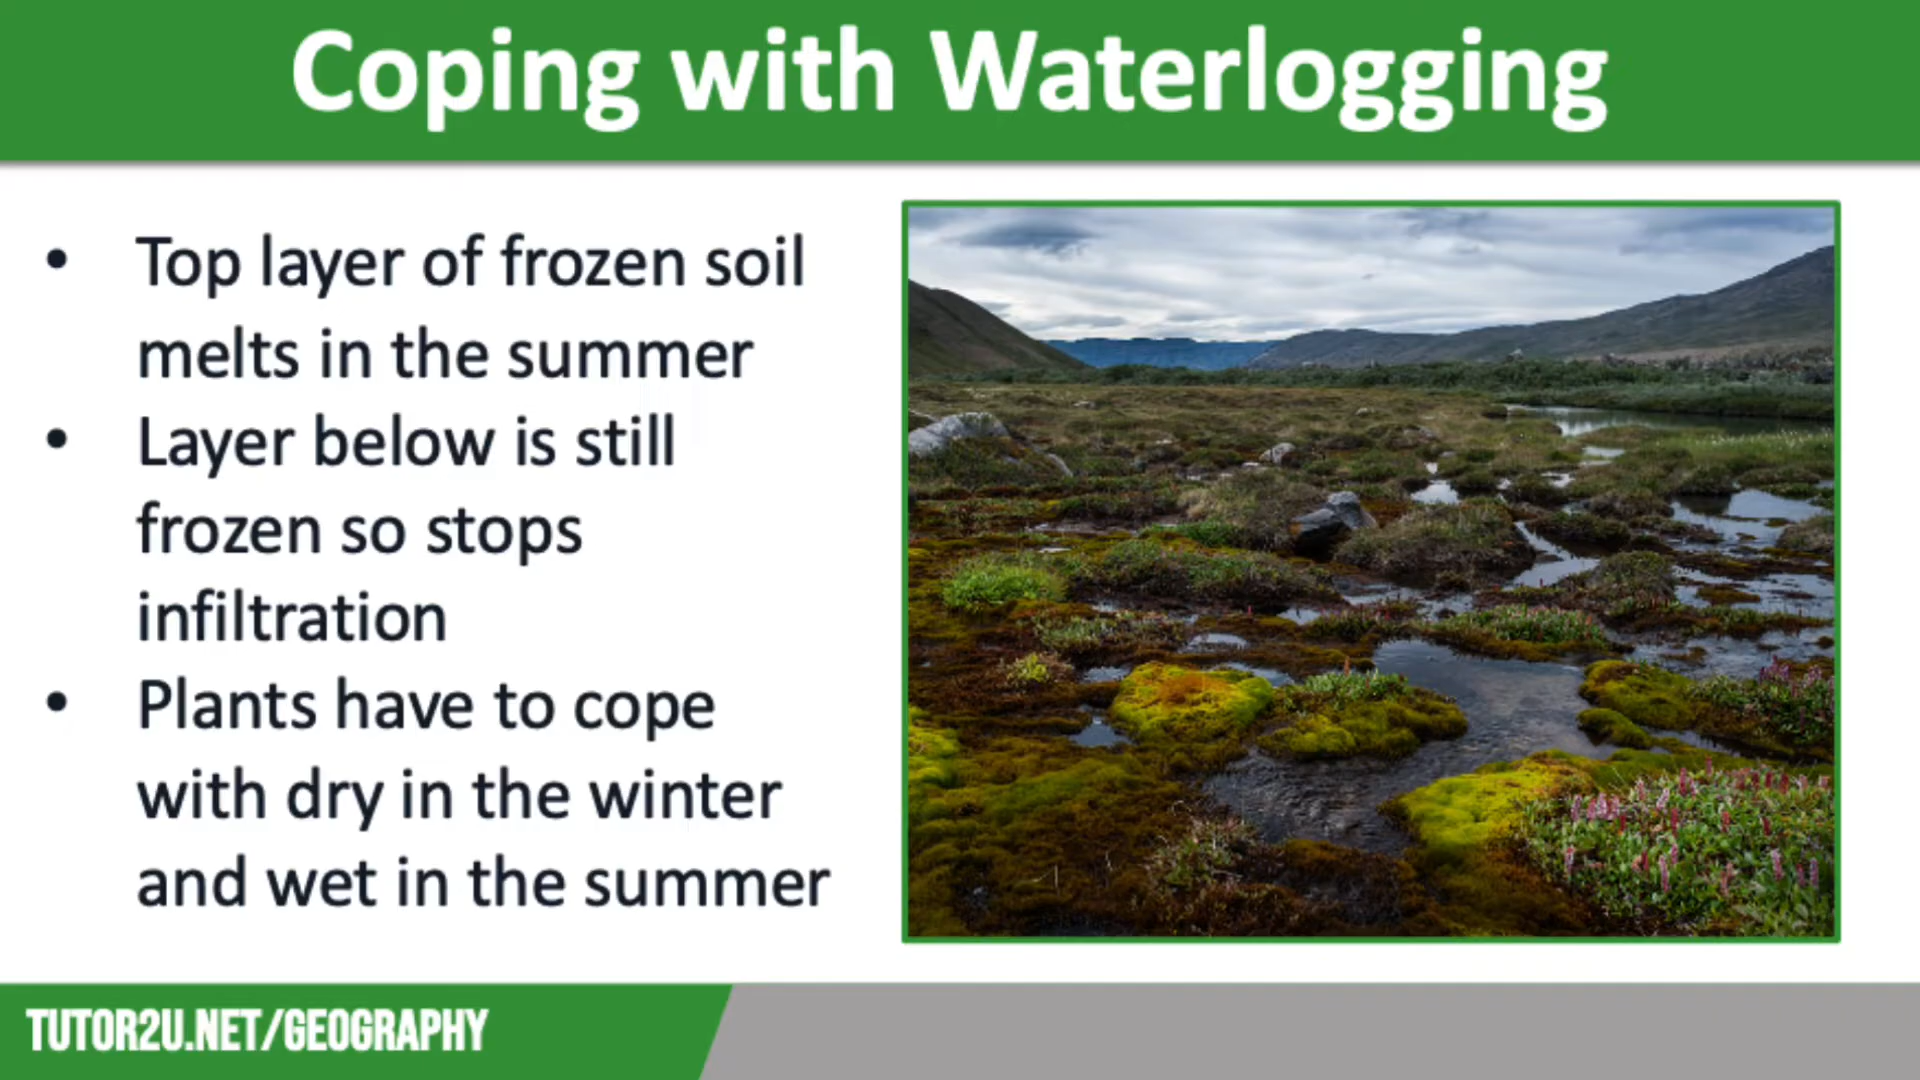 Coping with Waterlogging
• Top layer of frozen soil
melts in the summer
• Layer below is still
frozen so stops
infiltration
• Plants have to cope
with dry in the winter
and wet in the summer
TUTOR2U.NET/GEOGRAPHY